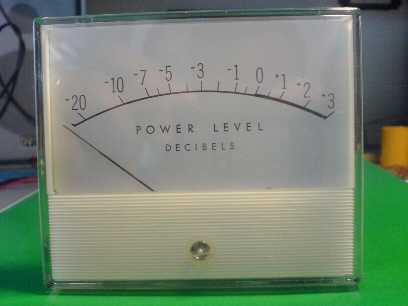 -20 -10 -7 -5 -3 -1 0 +1 +2 +3
POWER LEVEL
DECIBELS